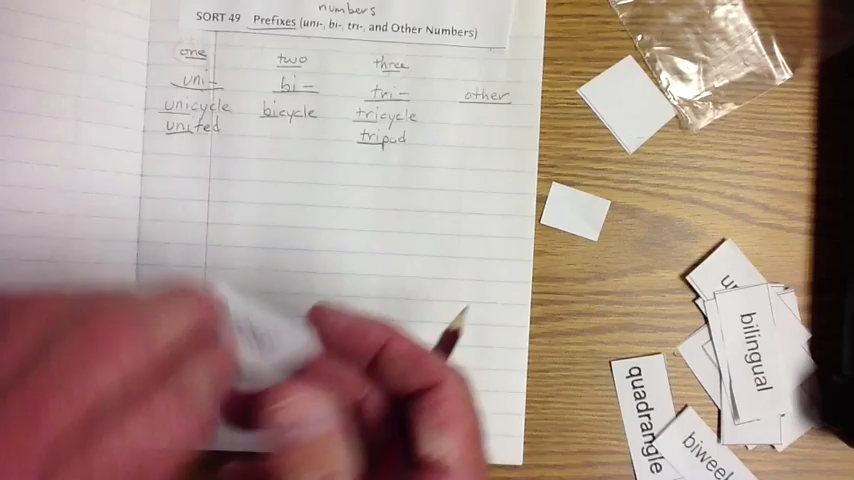 numbers
SORT 49 Prefixes (uni-, bi-, tri-, and Other Numbers)
one two three
uni- bi- tri- other
unicycle bicycle tricycle
united tripod
bilingual
quadrangle